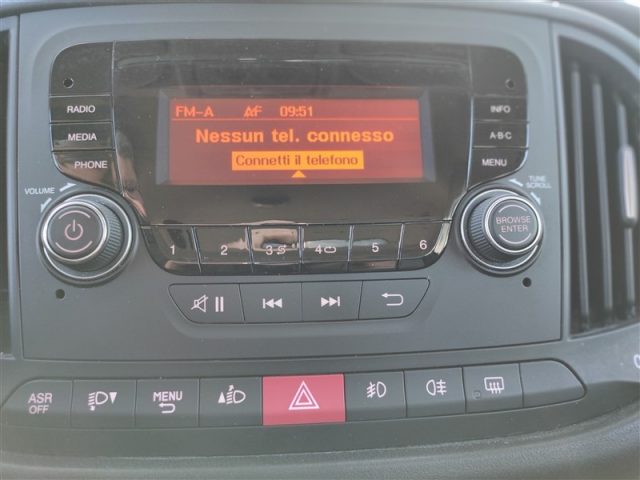 RADIO
MEDIA
PHONE
FM-A AF 09:51
Nessun tel. connesso
Connetti il telefono
INFO
A·B·C
MENU
VOLUME
TUNE
SCROLL
BROWSE
ENTER
1 2 3 4 5 6
ASR
OFF
MENU